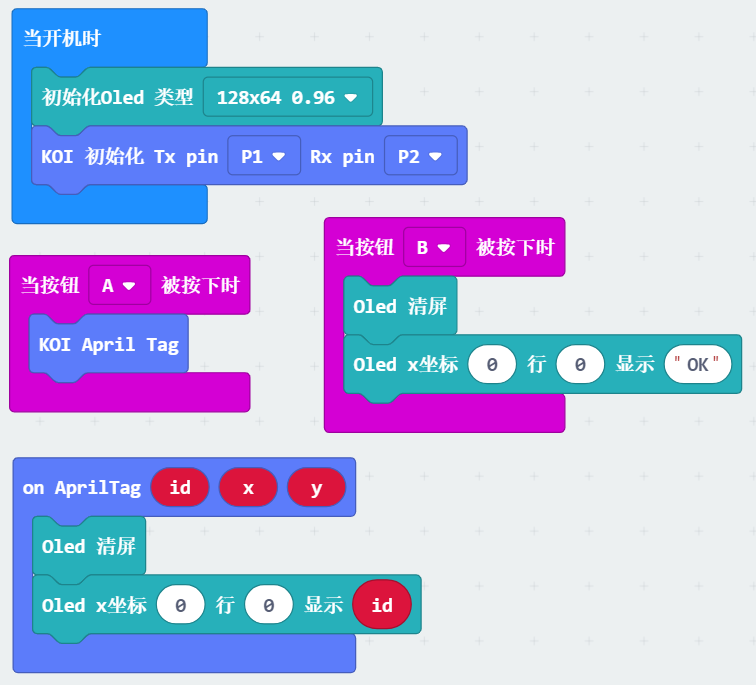 当开机时
初始化Oled 类型 128x64 0.96
KOI 初始化 Tx pin P1 Rx pin P2
当按钮 B 被按下时
Oled 清屏
Oled x坐标 0 行 0 显示 "OK"
当按钮 A 被按下时
KOI April Tag
on AprilTag id x y
Oled 清屏
Oled x坐标 0 行 0 显示 id